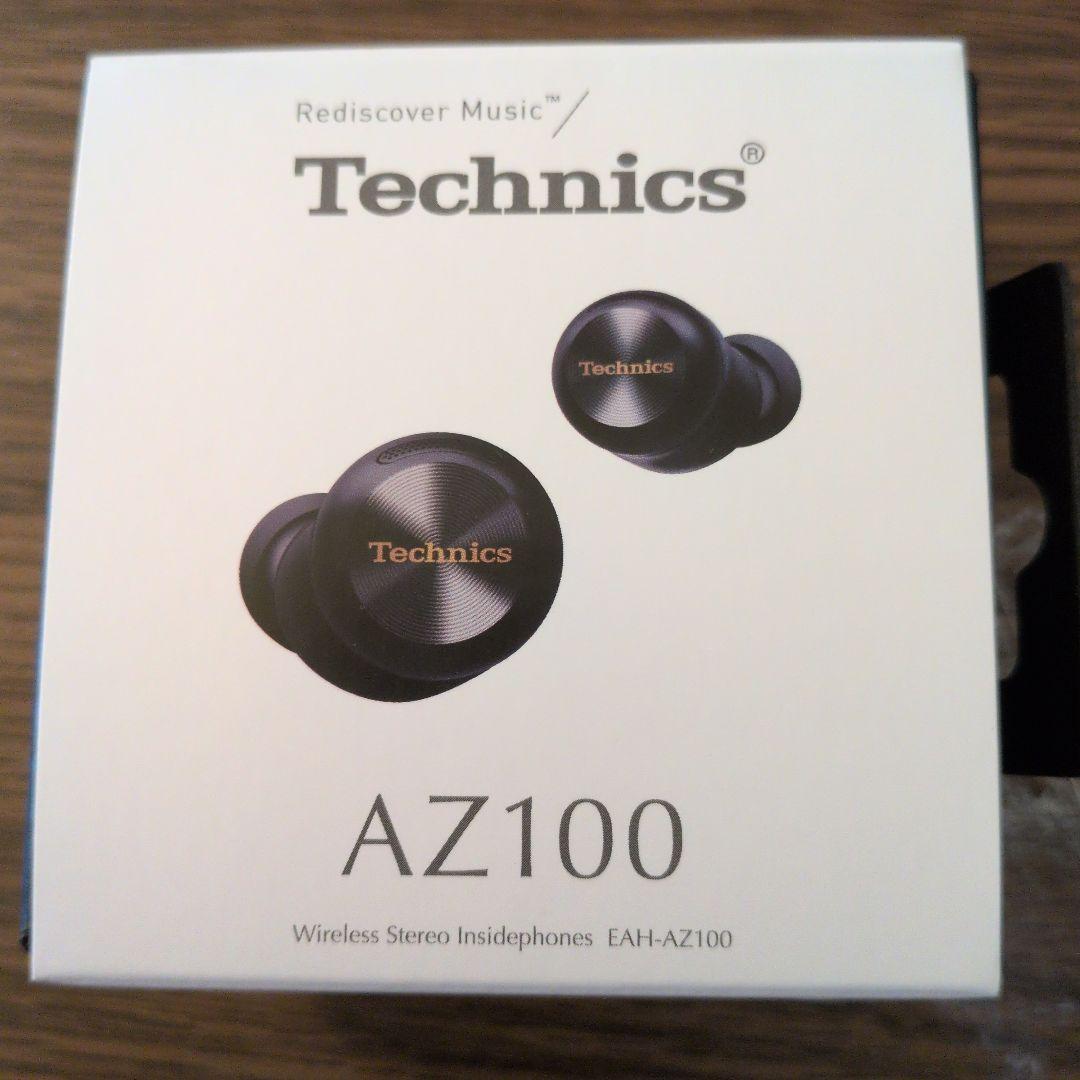 Rediscover Music™/
Technics®
Technics
Technics
AZ100
Wireless Stereo Insidephones EAH-AZ100